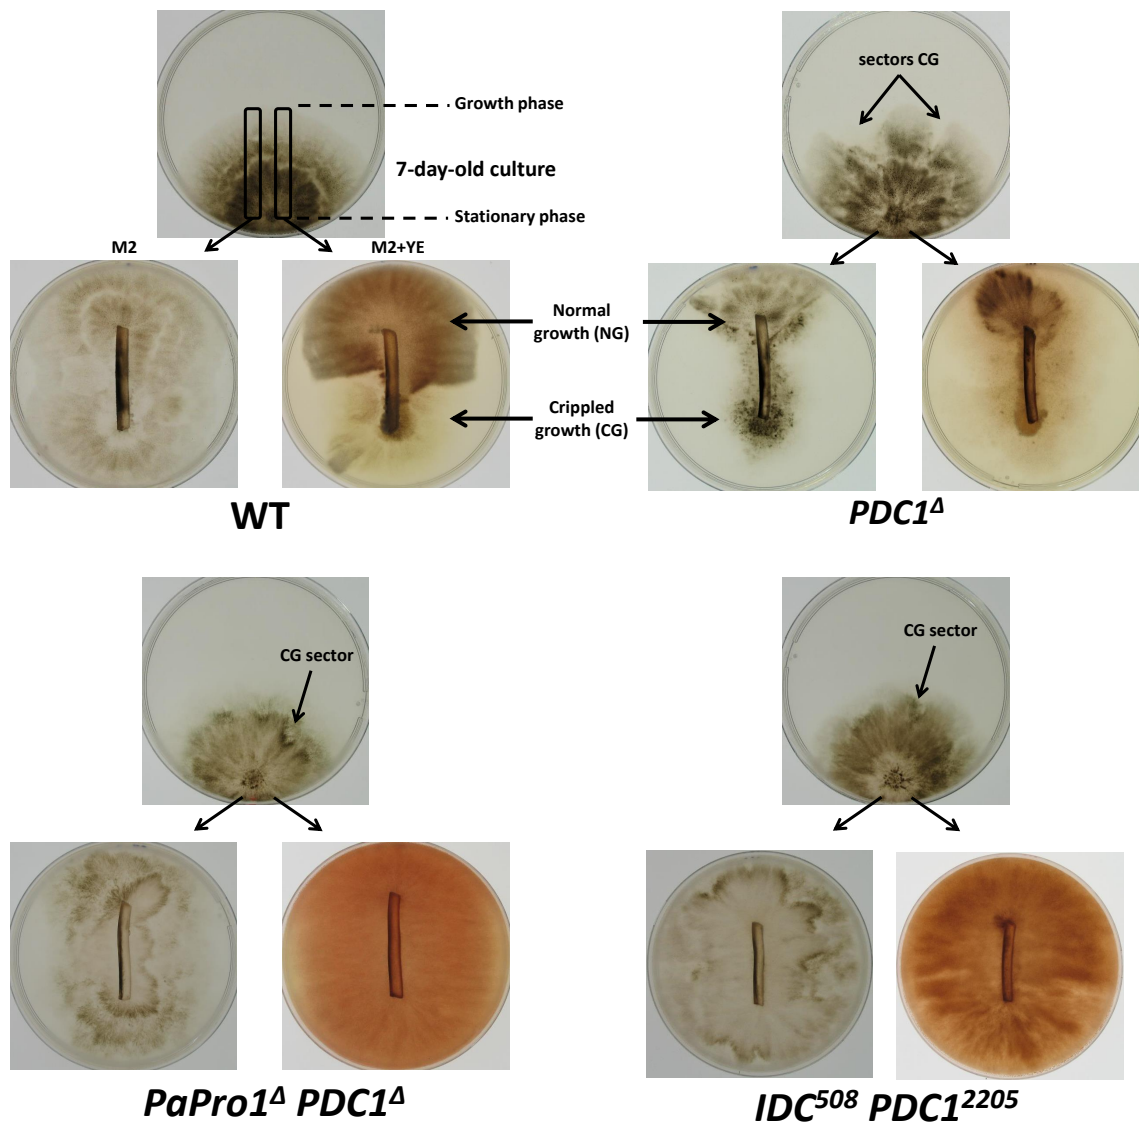 sectors CG
Growth phase
7-day-old culture
Stationary phase
M2
M2+YE
Normal
growth (NG)
Crippled
growth (CG)
WT
PDC1Δ
CG sector
CG sector
PaPro1Δ PDC1Δ
IDC508 PDC12205